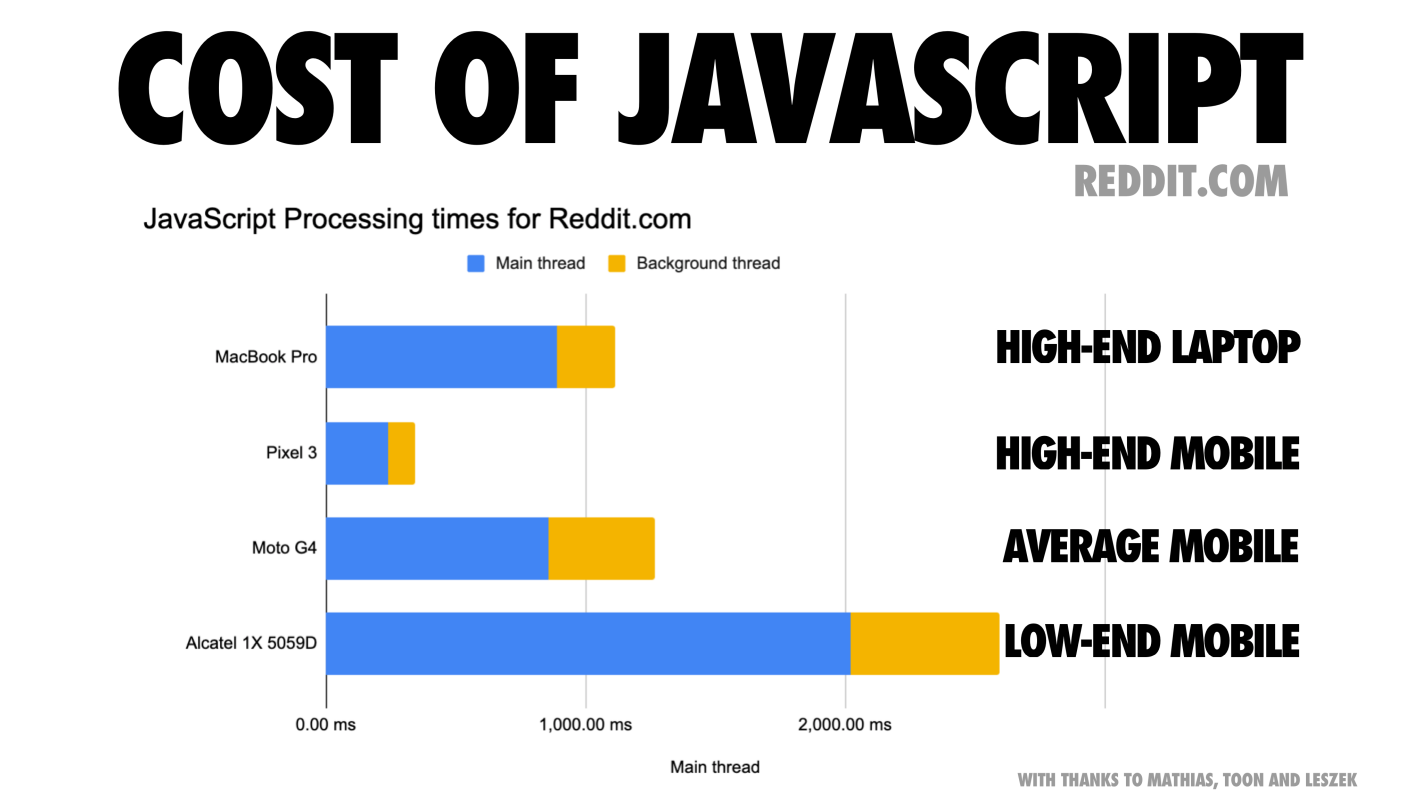 COST OF JAVASCRIPT
REDDIT.COM
JavaScript Processing times for Reddit.com
Main thread Background thread
MacBook Pro HIGH-END LAPTOP
Pixel 3 HIGH-END MOBILE
Moto G4 AVERAGE MOBILE
Alcatel 1X 5059D LOW-END MOBILE
0.00 ms 1,000.00 ms 2,000.00 ms
Main thread
WITH THANKS TO MATHIAS, TOON AND LESZEK